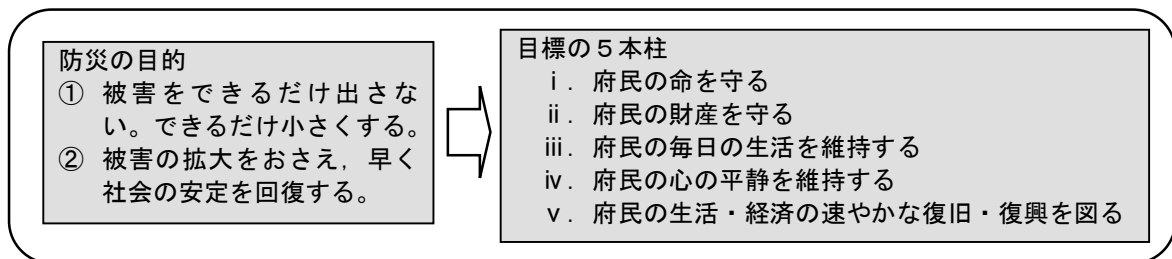 防災の目的
① 被害をできるだけ出さな
い。できるだけ小さくする。
② 被害の拡大をおさえ，早く
社会の安定を回復する。
目標の５本柱
ⅰ．府民の命を守る
ⅱ．府民の財産を守る
ⅲ．府民の毎日の生活を維持する
ⅳ．府民の心の平静を維持する
ⅴ．府民の生活・経済の速やかな復旧・復興を図る